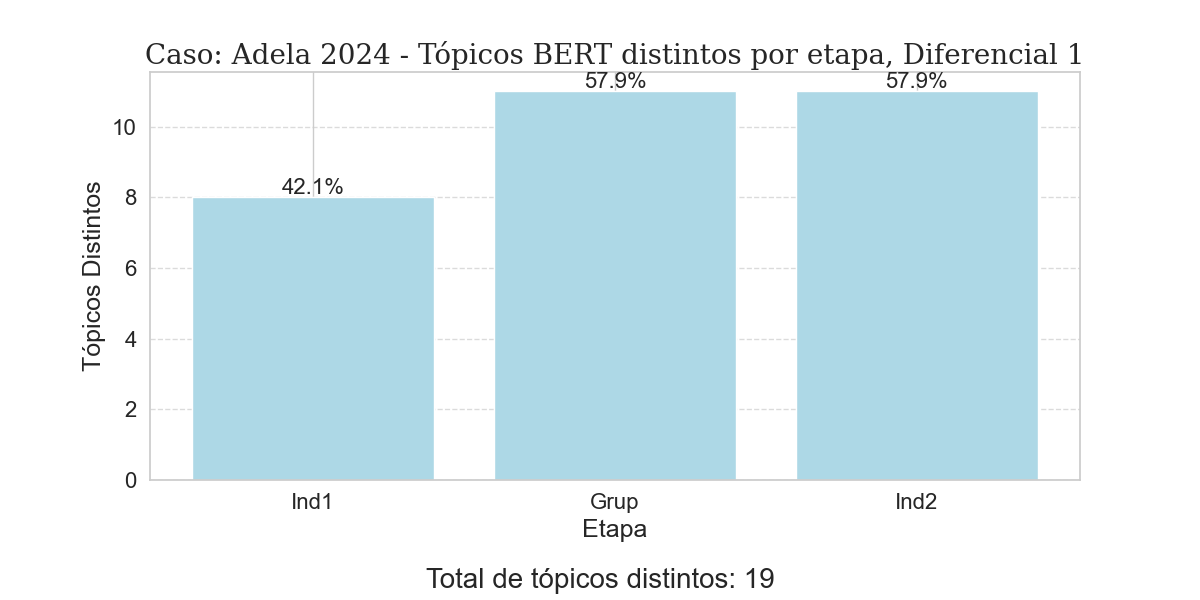 Caso: Adela 2024 - Tópicos BERT distintos por etapa, Diferencial 1
57.9%
57.9%
10
42.1%
8
6
4
2
0
Tópicos Distintos
Ind1
Grup
Ind2
Etapa
Total de tópicos distintos: 19